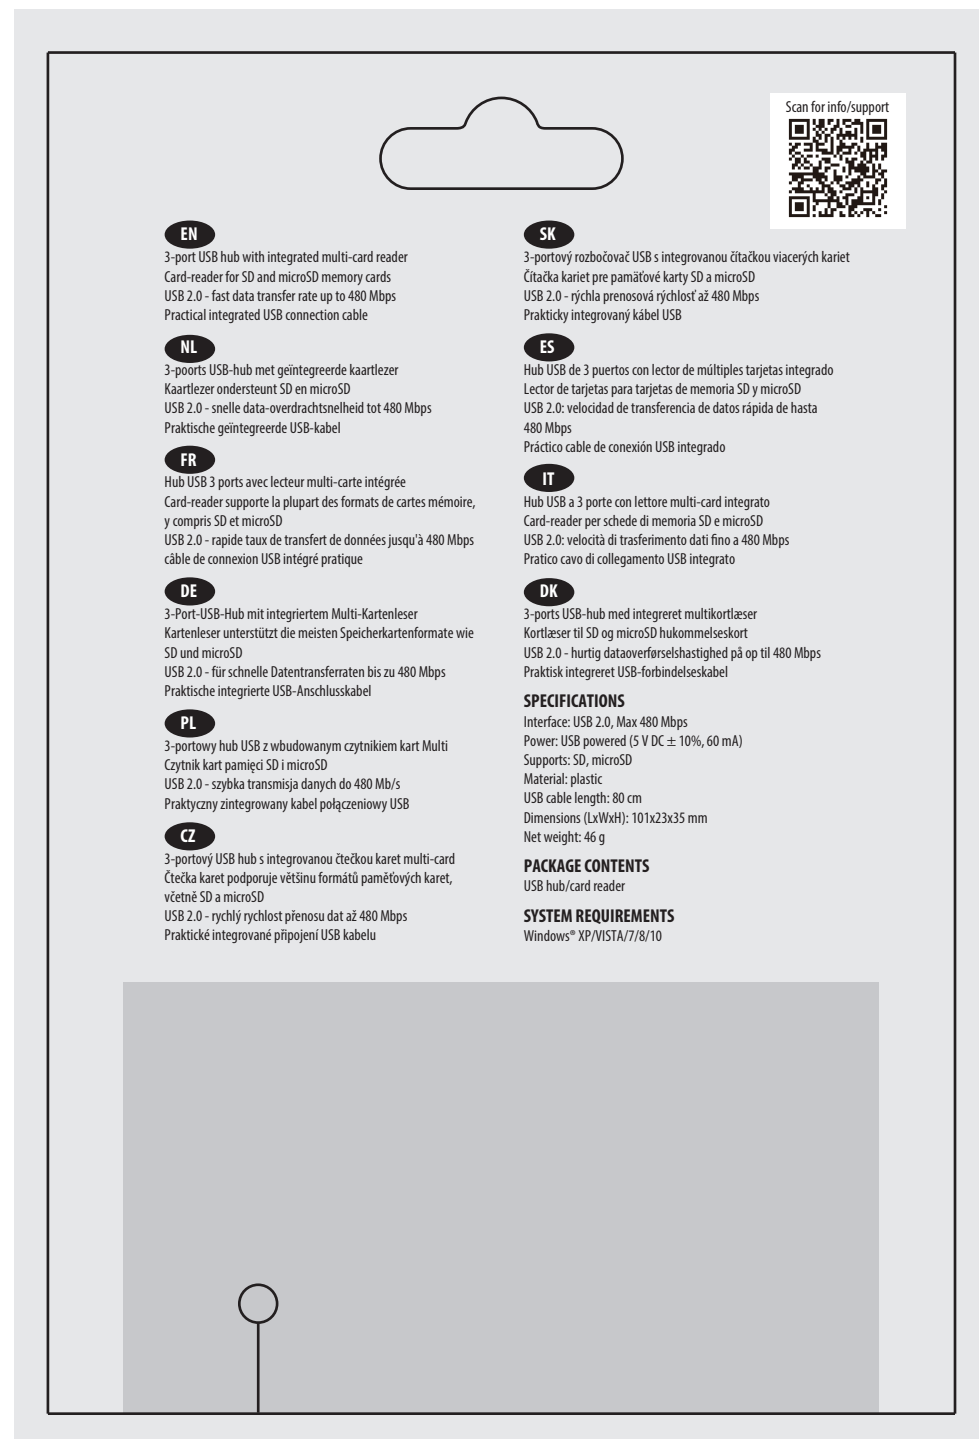 Scan for info/support
EN
3-port USB hub with integrated multi-card reader
Card-reader for SD and microSD memory cards
USB 2.0 - fast data transfer rate up to 480 Mbps
Practical integrated USB connection cable
NL
3-poorts USB-hub met geïntegreerde kaartlezer
Kaartlezer ondersteunt SD en microSD
USB 2.0 - snelle data-overdrachtsnelheid tot 480 Mbps
Praktische geïntegreerde USB-kabel
FR
Hub USB 3 ports avec lecteur multi-carte intégrée
Card-reader supporte la plupart des formats de cartes mémoire,
y compris SD et microSD
USB 2.0 - rapide taux de transfert de données jusqu'à 480 Mbps
câble de connexion USB intégré pratique
DE
3-Port-USB-Hub mit integriertem Multi-Kartenleser
Kartenleser unterstützt die meisten Speicherkartenformate wie
SD und microSD
USB 2.0 - für schnelle Datentransferraten bis zu 480 Mbps
Praktische integrierte USB-Anschlusskabel
PL
3-portowy hub USB z wbudowanym czytnikiem kart Multi
Czytnik kart pamięci SD i microSD
USB 2.0 - szybka transmisja danych do 480 Mb/s
Praktyczny zintegrowany kabel połączeniowy USB
CZ
3-portový USB hub s integrovanou čtečkou karet multi-card
Čtečka karet podporuje většinu formátů paměťových karet,
včetně SD a microSD
USB 2.0 - rychlý rychlost přenosu dat až 480 Mbps
Praktické integrované připojení USB kabelu
SK
3-portový rozbočovač USB s integrovanou čítačkou viacerých kariet
Čítačka kariet pre pamäťové karty SD a microSD
USB 2.0 - rýchla prenosová rýchlosť až 480 Mbps
Prakticky integrovaný kábel USB
ES
Hub USB de 3 puertos con lector de múltiples tarjetas integrado
Lector de tarjetas para tarjetas de memoria SD y microSD
USB 2.0: velocidad de transferencia de datos rápida de hasta
480 Mbps
Práctico cable de conexión USB integrado
IT
Hub USB a 3 porte con lettore multi-card integrato
Card-reader per schede di memoria SD e microSD
USB 2.0: velocità di trasferimento dati fino a 480 Mbps
Pratico cavo di collegamento USB integrato
DK
3-ports USB-hub med integreret multikortlæser
Kortlæser til SD og microSD hukommelseskort
USB 2.0 - hurtig dataoverførselshastighed på op til 480 Mbps
Praktisk integreret USB-forbindelseskabel
SPECIFICATIONS
Interface: USB 2.0, Max 480 Mbps
Power: USB powered (5 V DC ± 10%, 60 mA)
Supports: SD, microSD
Material: plastic
USB cable length: 80 cm
Dimensions (LxWxH): 101x23x35 mm
Net weight: 46 g
PACKAGE CONTENTS
USB hub/card reader
SYSTEM REQUIREMENTS
Windows® XP/VISTA/7/8/10